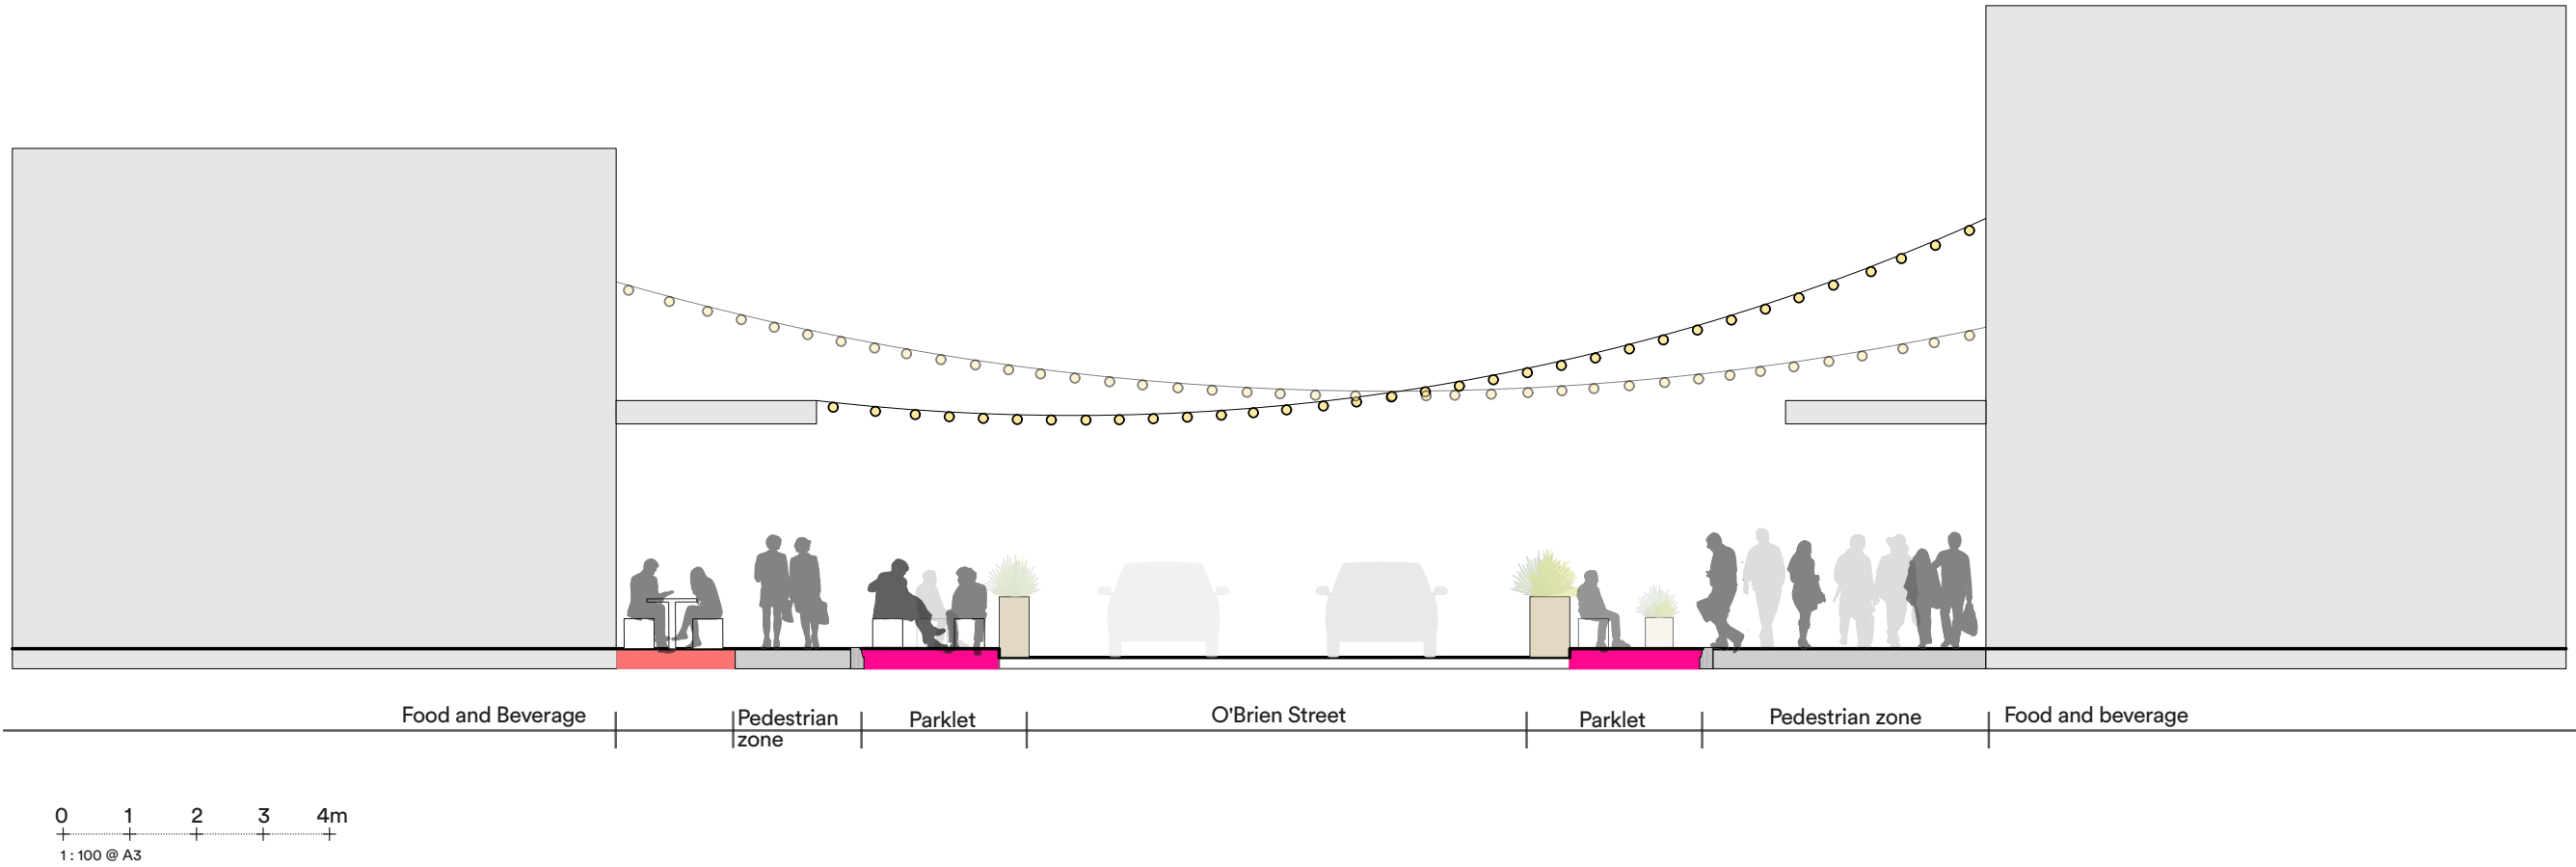 Food and Beverage
Pedestrian
zone
Parklet
O'Brien Street
Parklet
Pedestrian zone
Food and beverage
0 1 2 3 4m
1 : 100 @ A3